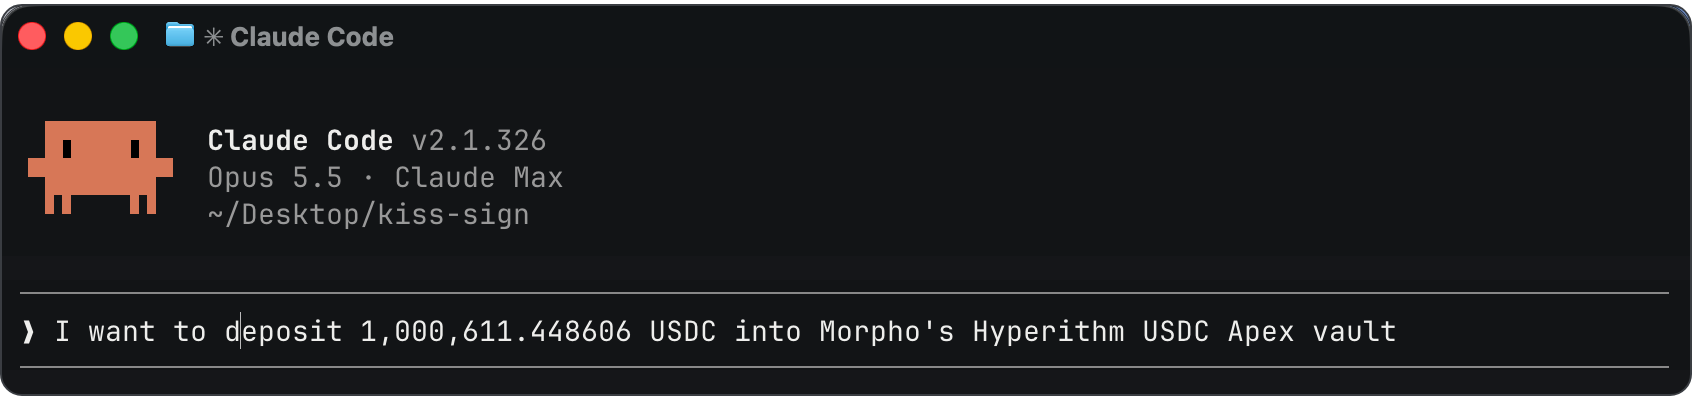 ✳ Claude Code
Claude Code v2.1.326
Opus 5.5 · Claude Max
~/Desktop/kiss-sign
❯ I want to deposit 1,000,611.448606 USDC into Morpho's Hyperithm USDC Apex vault